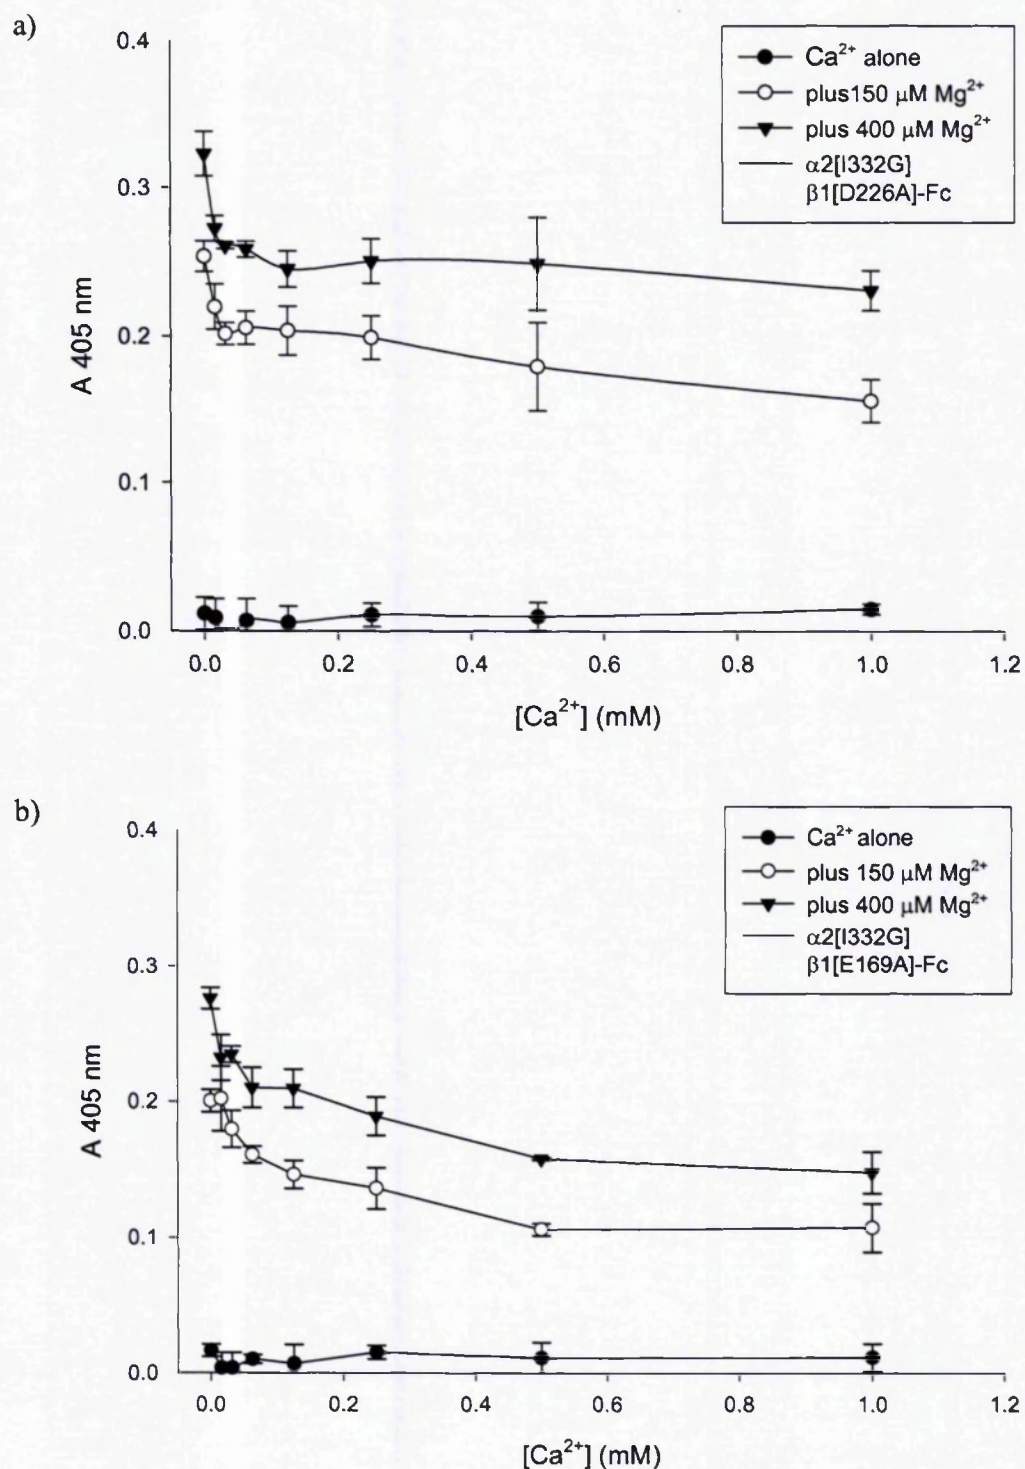 a)
0.4
0.3
0.2
0.1
0.0
A 405 nm
0.0 0.2 0.4 0.6 0.8 1.0 1.2
[Ca²⁺] (mM)
Ca²⁺ alone
plus150 μM Mg²⁺
plus 400 μM Mg²⁺
α2[I332G]
β1[D226A]-Fc
b)
0.4
0.3
0.2
0.1
0.0
A 405 nm
0.0 0.2 0.4 0.6 0.8 1.0 1.2
[Ca²⁺] (mM)
Ca²⁺ alone
plus 150 μM Mg²⁺
plus 400 μM Mg²⁺
α2[I332G]
β1[E169A]-Fc